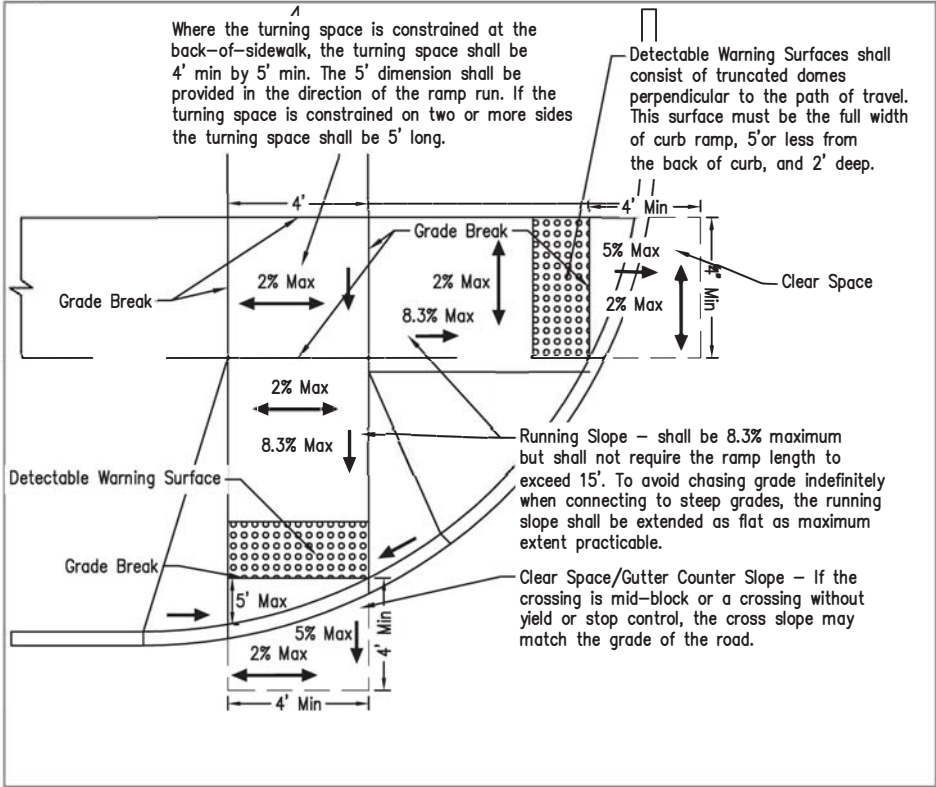 Where the turning space is constrained at the
back-of-sidewalk, the turning space shall be
4' min by 5' min. The 5' dimension shall be
provided in the direction of the ramp run. If the
turning space is constrained on two or more sides
the turning space shall be 5' long.
Detectable Warning Surfaces shall
consist of truncated domes
perpendicular to the path of travel.
This surface must be the full width
of curb ramp, 5'or less from
the back of curb, and 2' deep.
4'
4' Min
Grade Break
5% Max
2% Max
2% Max
Clear Space
4" Min
Grade Break
8.3% Max
2% Max
2% Max
8.3% Max
Running Slope - shall be 8.3% maximum
but shall not require the ramp length to
exceed 15'. To avoid chasing grade indefinitely
when connecting to steep grades, the running
slope shall be extended as flat as maximum
extent practicable.
Detectable Warning Surface
Grade Break
Clear Space/Gutter Counter Slope - If the
crossing is mid-block or a crossing without
yield or stop control, the cross slope may
match the grade of the road.
5' Max
4' Min
5% Max
2% Max
4' Min